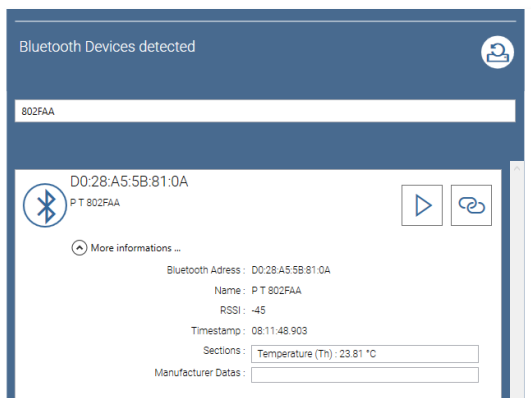 Bluetooth Devices detected
802FAA
D0:28:A5:5B:81:0A
P T 802FAA
More informations ...
Bluetooth Adress : D0:28:A5:5B:81:0A
Name : P T 802FAA
RSSI : -45
Timestamp : 08:11:48.903
Sections : Temperature (Th) : 23.81 °C
Manufacturer Datas :